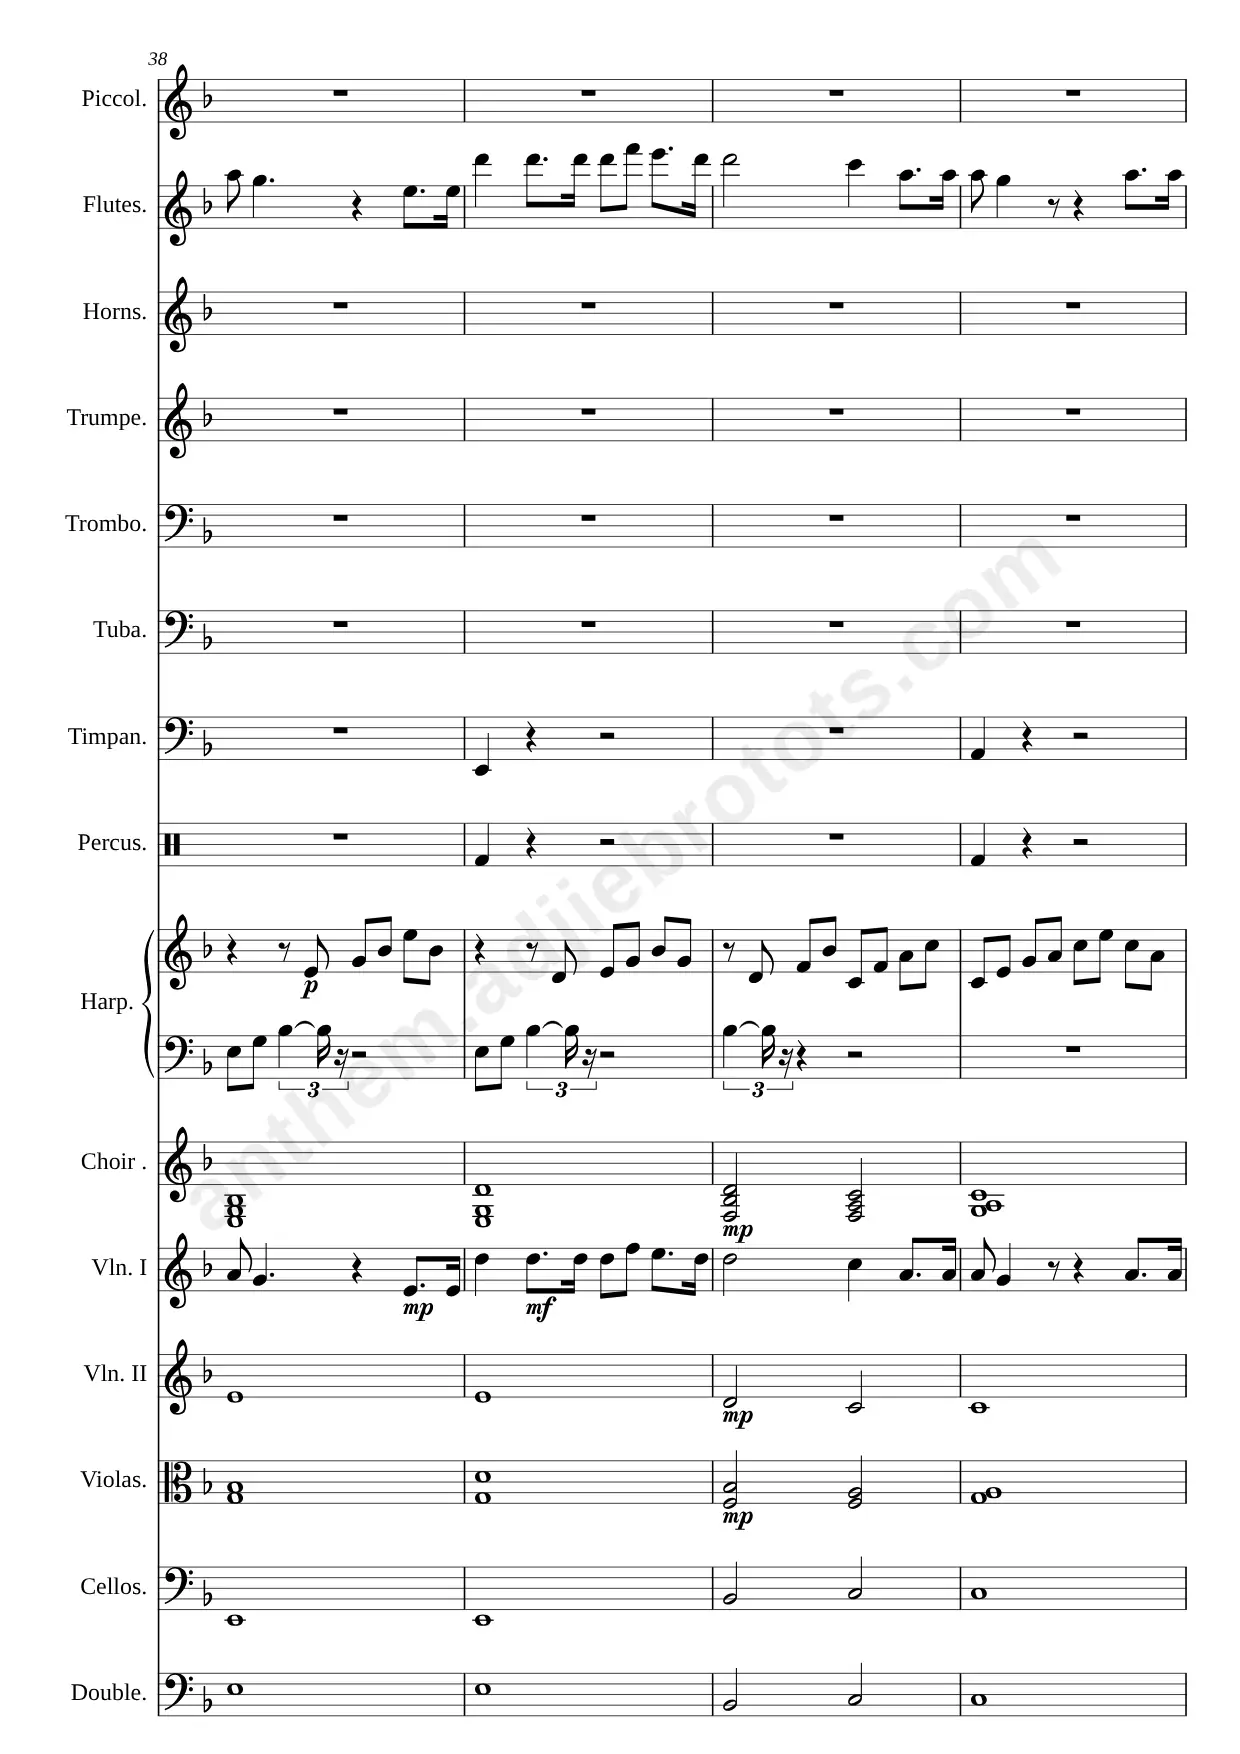 38
Piccol.
Flutes.
Horns.
Trumpe.
Trombo.
Tuba.
Timpan.
Percus.
p
Harp.
3 3 3
Choir .
mp
Vln. I
mp mf
Vln. II
mp
Violas.
mp
Cellos.
Double.
anthem.adjiebrotots.com